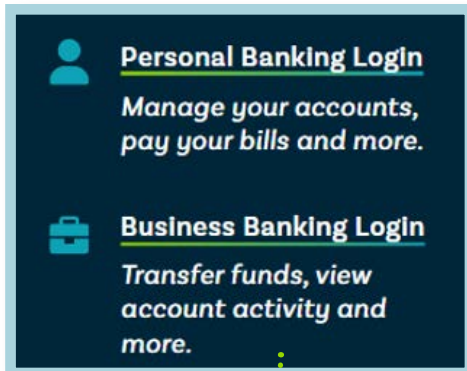 Personal Banking Login
Manage your accounts,
pay your bills and more.
Business Banking Login
Transfer funds, view
account activity and
more.